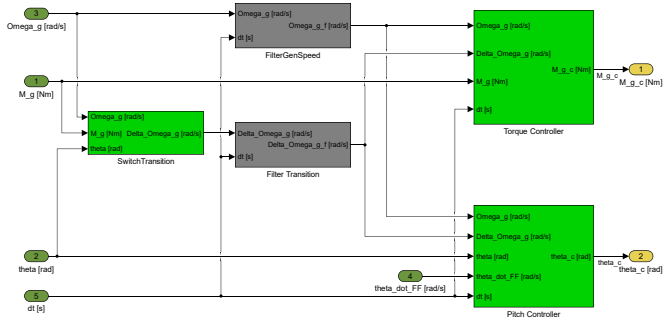 3
Omega_g [rad/s]
Omega_g [rad/s]
Omega_g_f [rad/s]
dt [s]
FilterGenSpeed
Omega_g [rad/s]
Delta_Omega_g [rad/s]
M_g_c [Nm]
M_g [Nm]
dt [s]
Torque Controller
M_g_c
1
M_g_c [Nm]
1
M_g [Nm]
Omega_g [rad/s]
M_g [Nm]
Delta_Omega_g [rad/s]
theta [rad]
SwitchTransition
Delta_Omega_g [rad/s]
Delta_Omega_g_f [rad/s]
dt [s]
Filter Transition
2
theta [rad]
4
theta_dot_FF [rad/s]
5
dt [s]
Omega_g [rad/s]
Delta_Omega_g [rad/s]
theta [rad]
theta_c [rad]
theta_dot_FF [rad/s]
dt [s]
Pitch Controller
theta_c
2
theta_c [rad]